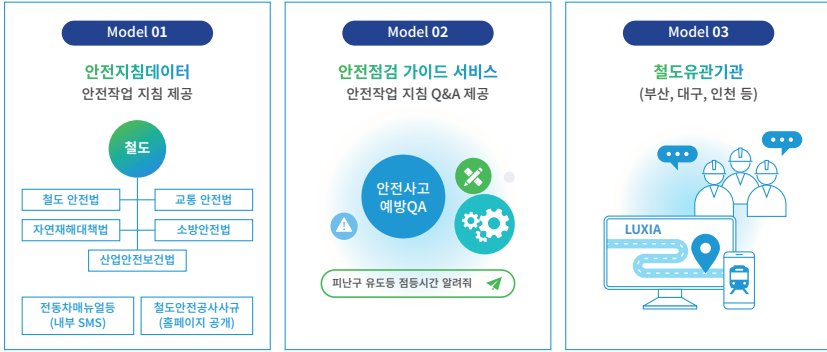 Model 01
안전지침데이터
안전작업 지침 제공
철도
철도 안전법
교통 안전법
자연재해대책법
소방안전법
산업안전보건법
전동차매뉴얼등
(내부 SMS)
철도안전공사사규
(홈페이지 공개)
Model 02
안전점검 가이드 서비스
안전작업 지침 Q&A 제공
안전사고
예방QA
피난구 유도등 점등시간 알려줘
Model 03
철도유관기관
(부산, 대구, 인천 등)
LUXIA